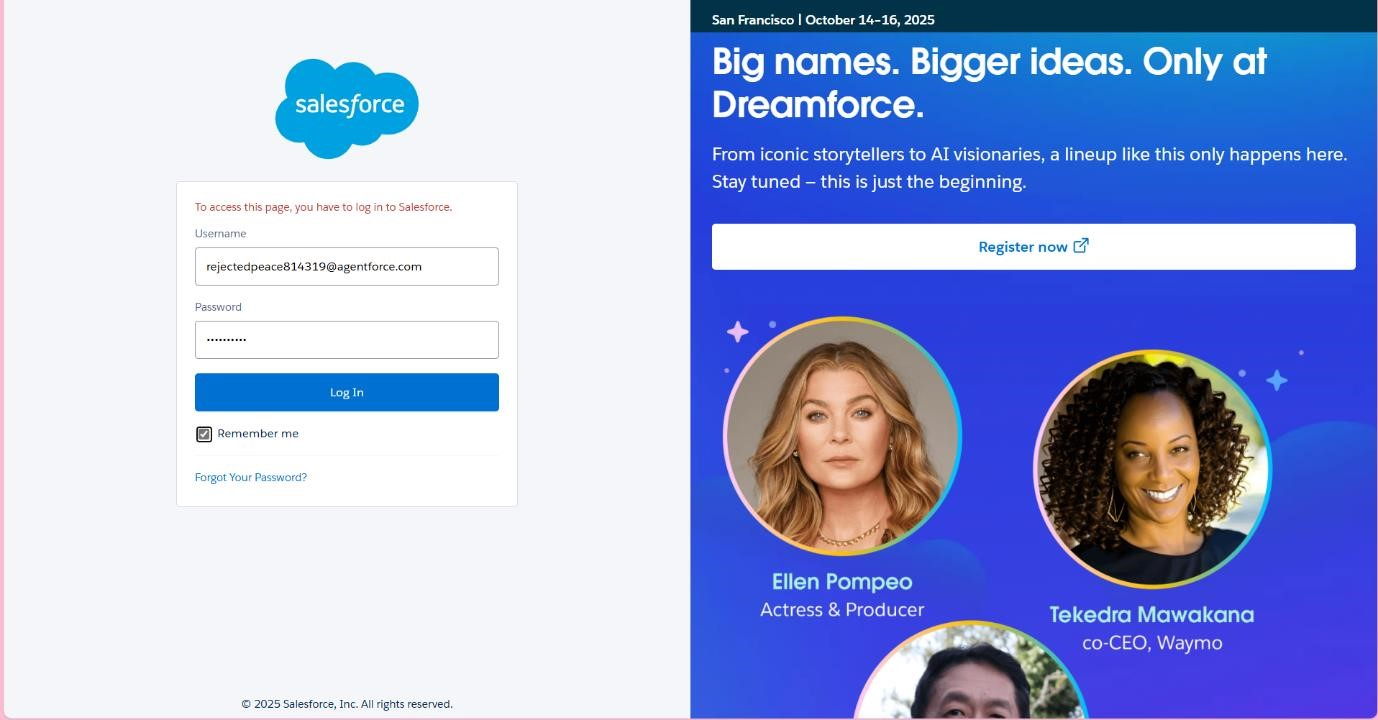 salesforce
To access this page, you have to log in to Salesforce.
Username
rejectedpeace814319@agentforce.com
Password
••••••••••
Log In
Remember me
Forgot Your Password?
© 2025 Salesforce, Inc. All rights reserved.
San Francisco | October 14–16, 2025
Big names. Bigger ideas. Only at
Dreamforce.
From iconic storytellers to AI visionaries, a lineup like this only happens here.
Stay tuned – this is just the beginning.
Register now
Ellen Pompeo
Actress & Producer
Tekedra Mawakana
co-CEO, Waymo